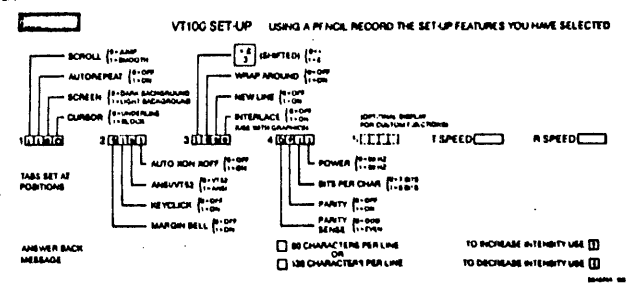 VT100 SET-UP USING A PENCIL RECORD THE SET-UP FEATURES YOU HAVE SELECTED
SCROLL 0=JUMP 1=SMOOTH
AUTOREPEAT 0=OFF 1=ON
SCREEN 0=DARK BACKGROUND 1=LIGHT BACKGROUND
CURSOR 0=UNDERLINE 1=BLOCK
3 (SHIFTED)
WRAP AROUND 0=OFF 1=ON
NEW LINE 0=OFF 1=ON
INTERLACE 0=OFF 1=ON
(USE WITH GRAPHICS)
(OPTIONAL DISPLAY
FOR CUSTOM FUNCTIONS)
1 2 3 4 T SPEED R SPEED
TABS SET AT
POSITIONS
AUTO XON XOFF 0=OFF 1=ON
ANSI/VT52 0=VT52 1=ANSI
KEYCLICK 0=OFF 1=ON
MARGIN BELL 0=OFF 1=ON
POWER 0=60 HZ 1=50 HZ
BITS PER CHAR 0=7 BITS 1=8 BITS
PARITY 0=OFF 1=ON
PARITY
SENSE 0=ODD 1=EVEN
ANSWER BACK
MESSAGE
80 CHARACTERS PER LINE
OR
132 CHARACTERS PER LINE
TO INCREASE INTENSITY USE
TO DECREASE INTENSITY USE